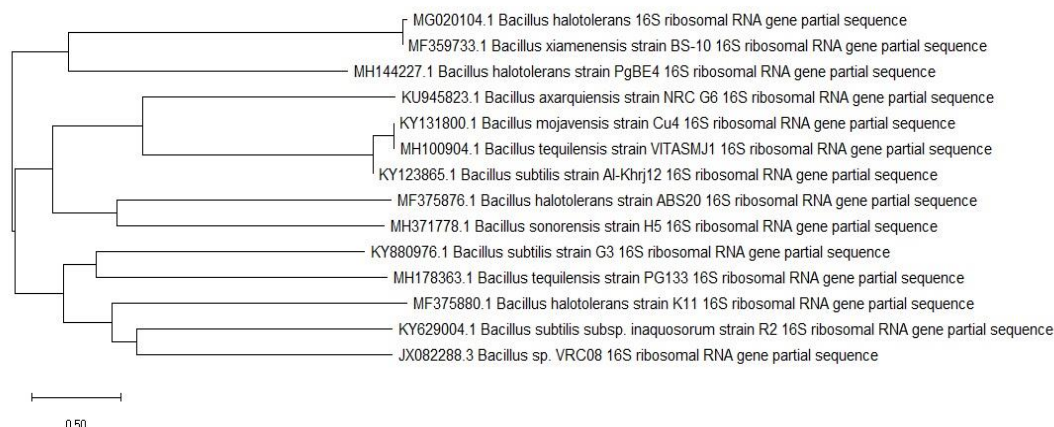 MG020104.1 Bacillus halotolerans 16S ribosomal RNA gene partial sequence
MF359733.1 Bacillus xiamenensis strain BS-10 16S ribosomal RNA gene partial sequence
MH144227.1 Bacillus halotolerans strain PgBE4 16S ribosomal RNA gene partial sequence
KU945823.1 Bacillus axarquiensis strain NRC G6 16S ribosomal RNA gene partial sequence
KY131800.1 Bacillus mojavensis strain Cu4 16S ribosomal RNA gene partial sequence
MH100904.1 Bacillus tequilensis strain VITASMJ1 16S ribosomal RNA gene partial sequence
KY123865.1 Bacillus subtilis strain Al-Khrj12 16S ribosomal RNA gene partial sequence
MF375876.1 Bacillus halotolerans strain ABS20 16S ribosomal RNA gene partial sequence
MH371778.1 Bacillus sonorensis strain H5 16S ribosomal RNA gene partial sequence
KY880976.1 Bacillus subtilis strain G3 16S ribosomal RNA gene partial sequence
MH178363.1 Bacillus tequilensis strain PG133 16S ribosomal RNA gene partial sequence
MF375880.1 Bacillus halotolerans strain K11 16S ribosomal RNA gene partial sequence
KY629004.1 Bacillus subtilis subsp. inaquosorum strain R2 16S ribosomal RNA gene partial sequence
JX082288.3 Bacillus sp. VRC08 16S ribosomal RNA gene partial sequence
0.50